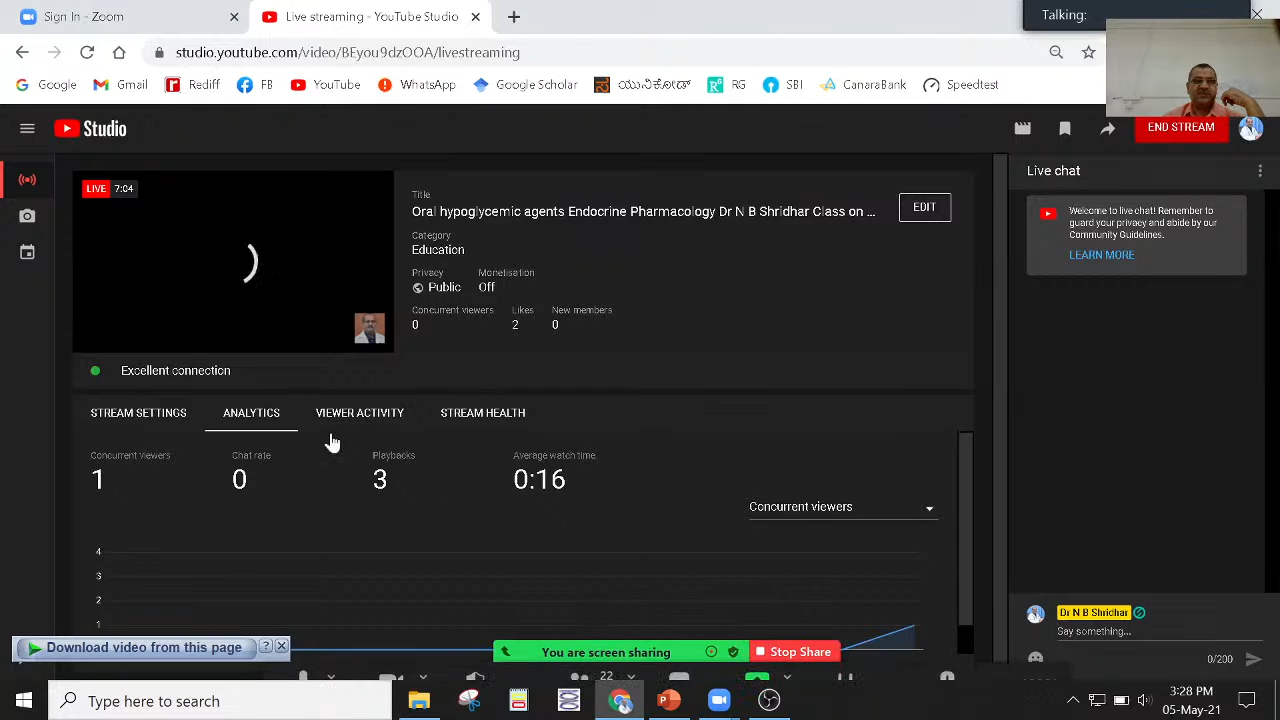 Sign In - Zoom
Live streaming - YouTube Studio
Talking:
studio.youtube.com/video/BEyou9dzOOA/livestreaming
Google
Gmail
Rediff
FB
YouTube
WhatsApp
Google Scholar
ಯುನಿಕೋಡ್
RG
SBI
CanaraBank
Speedtest
Studio
END STREAM
LIVE 7:04
Title
Oral hypoglycemic agents Endocrine Pharmacology Dr N B Shridhar Class on ...
EDIT
Category
Education
Privacy
Monetisation
Public
Off
Concurrent viewers
Likes
New members
0
2
0
Excellent connection
STREAM SETTINGS
ANALYTICS
VIEWER ACTIVITY
STREAM HEALTH
Concurrent viewers
Chat rate
Playbacks
Average watch time
1
0
3
0:16
Concurrent viewers
4
3
2
1
Live chat
Welcome to live chat! Remember to
guard your privacy and abide by our
Community Guidelines.
LEARN MORE
Dr N B Shridhar
Say something...
0/200
Download video from this page
?
You are screen sharing
Stop Share
22
Type here to search
3:28 PM
05-May-21